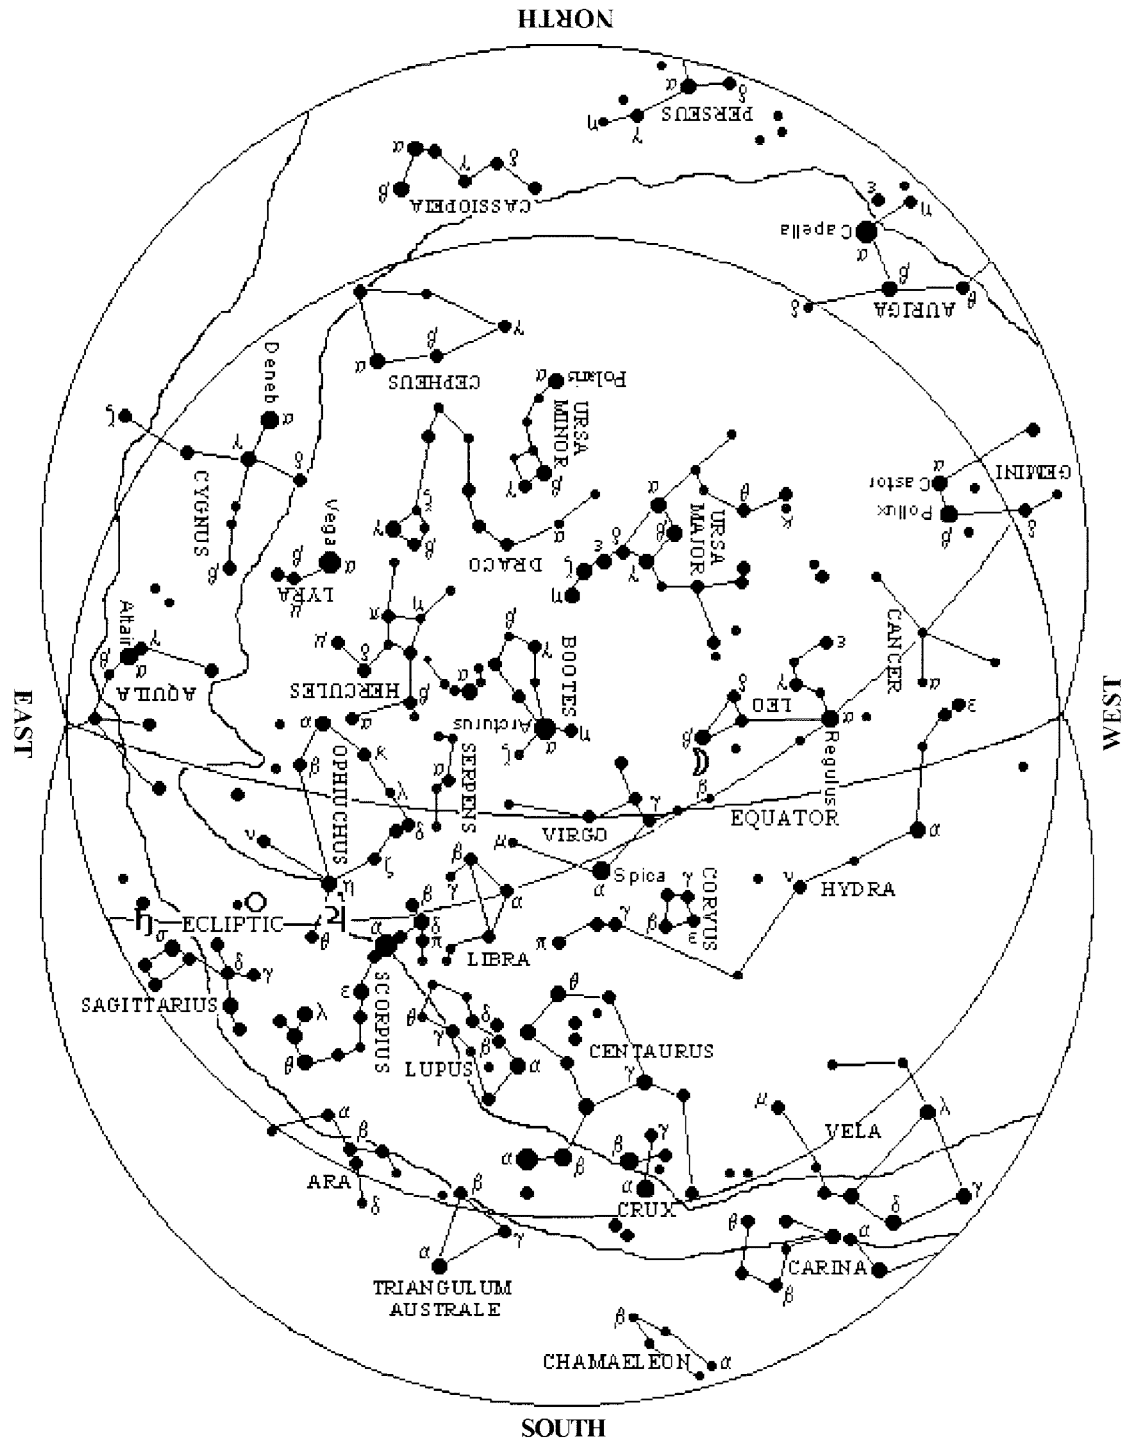 NORTH
α
δ
PERSEUS
η
γ
α
γ
δ
β
CASSIOPEIA
ε
η
Capella
α
β
θ
δ
AURIGA
γ
β
α
CEPHEUS
Deneb
α
Polaris
α
URSA
MINOR
β
γ
ζ
γ
δ
CYGNUS
β
GEMINI
α
Castor
Pollux
β
δ
Vega
α
LYRA
μ
ξ
γ
β
DRACO
α
α
θ
κ
β
URSA
MAJOR
δ
ε
γ
ζ
η
Altair
β
γ
α
AQUILA
π
η
μ
δ
HERCULES
β
α
β
γ
BOOTES
α
Arcturus
α
η
ζ
ε
γ
LEO
δ
β
α
Regulus
CANCER
α
ε
EAST
WEST
α
β
κ
OPHIUCHUS
λ
δ
ζ
ν
η
θ
α
SERPENS
VIRGO
γ
β
EQUATOR
μ
α
Spica
β
γ
α
LIBRA
γ
CORVUS
β
ε
ν
α
HYDRA
π
γ
♄
ECLIPTIC
♃
σ
δ
γ
SAGITTARIUS
β
α
δ
π
SCORPIUS
ε
λ
θ
θ
γ
δ
β
α
LUPUS
θ
CENTAURUS
γ
α
β
μ
VELA
λ
γ
δ
α
β
ARA
δ
β
γ
α
CRUX
β
γ
α
TRIANGULUM
AUSTRALE
θ
α
CARINA
β
β
CHAMAELEON
α
SOUTH